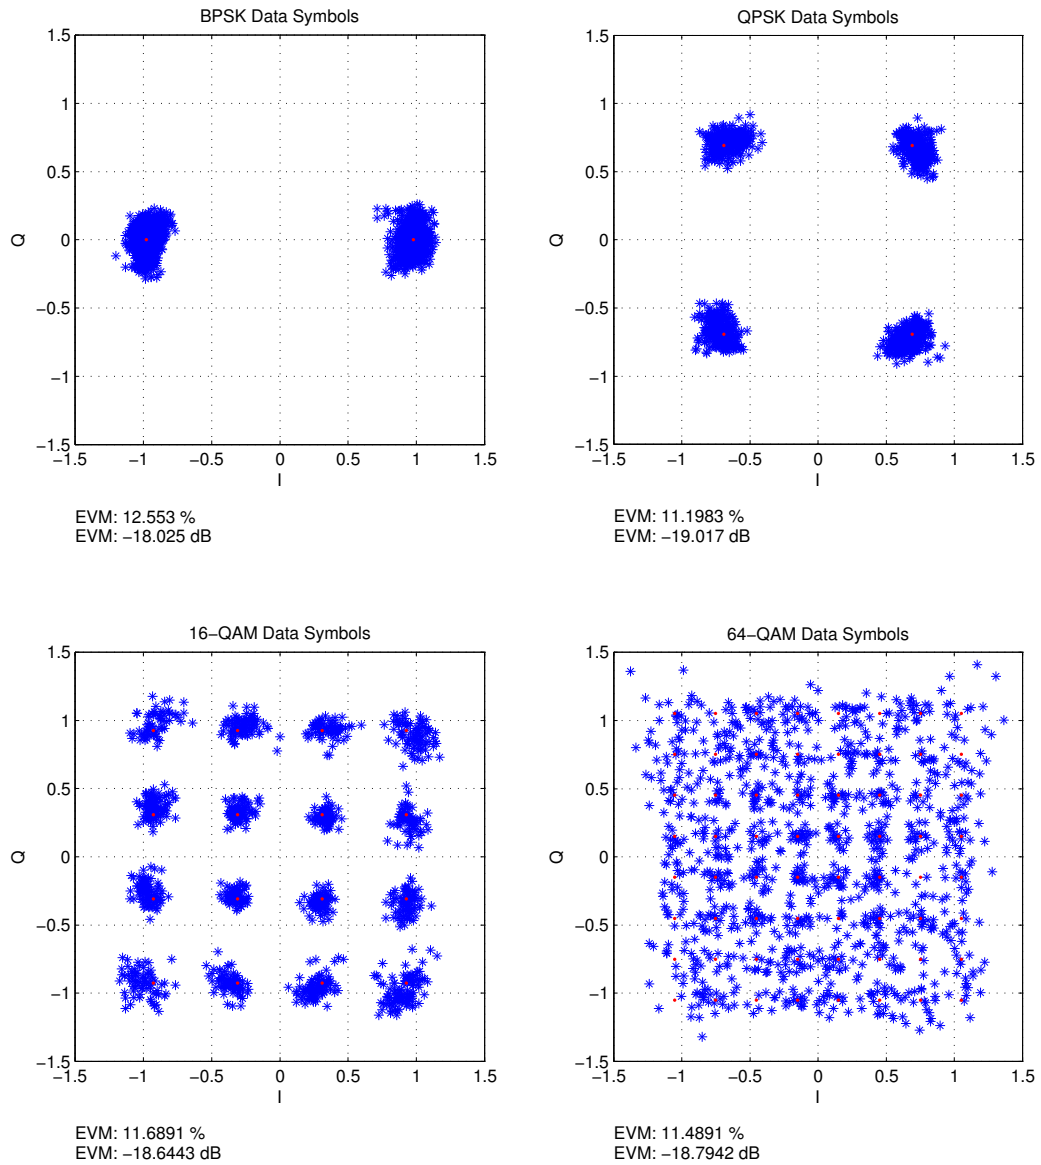 BPSK Data Symbols
1.5
1
0.5
0
−0.5
−1
−1.5
Q
−1.5 −1 −0.5 0 0.5 1 1.5
I
EVM: 12.553 %
EVM: −18.025 dB
QPSK Data Symbols
1.5
1
0.5
0
−0.5
−1
−1.5
Q
−1.5 −1 −0.5 0 0.5 1 1.5
I
EVM: 11.1983 %
EVM: −19.017 dB
16−QAM Data Symbols
1.5
1
0.5
0
−0.5
−1
−1.5
Q
−1.5 −1 −0.5 0 0.5 1 1.5
I
EVM: 11.6891 %
EVM: −18.6443 dB
64−QAM Data Symbols
1.5
1
0.5
0
−0.5
−1
−1.5
Q
−1.5 −1 −0.5 0 0.5 1 1.5
I
EVM: 11.4891 %
EVM: −18.7942 dB